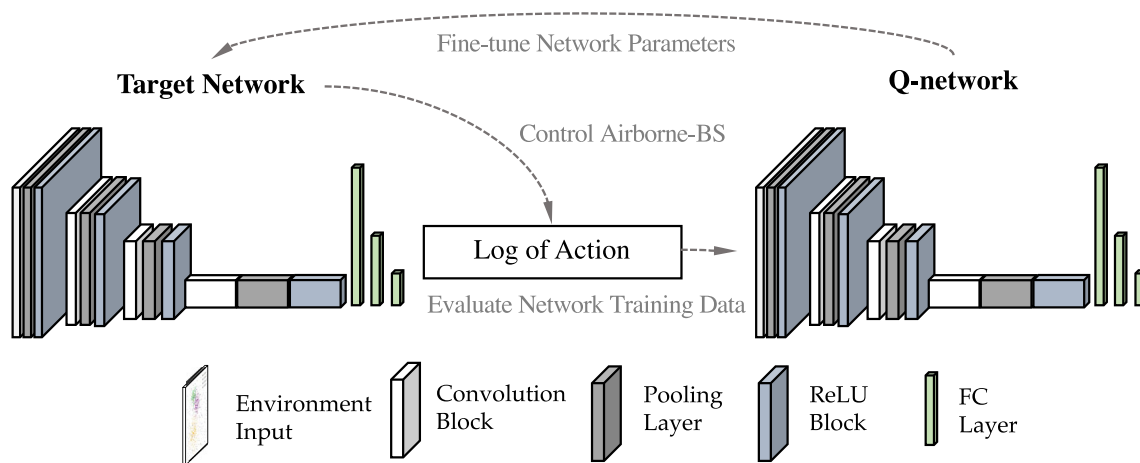 Fine-tune Network Parameters
Target Network
Q-network
Control Airborne-BS
Log of Action
Evaluate Network Training Data
Environment
Input
Convolution
Block
Pooling
Layer
ReLU
Block
FC
Layer